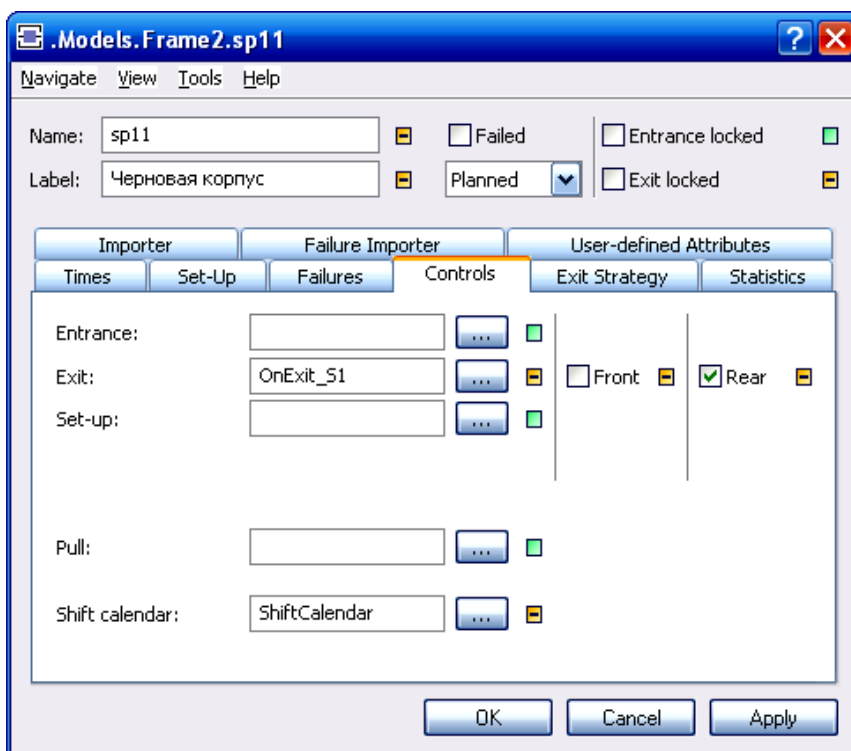 .Models.Frame2.sp11 ?
Navigate View Tools Help
Name: sp11 Failed Entrance locked
Label: Черновая корпус Planned Exit locked
Importer Failure Importer User-defined Attributes
Times Set-Up Failures Controls Exit Strategy Statistics
Entrance: ...
Exit: OnExit_S1 ... Front Rear
Set-up: ...
Pull: ...
Shift calendar: ShiftCalendar ...
OK Cancel Apply